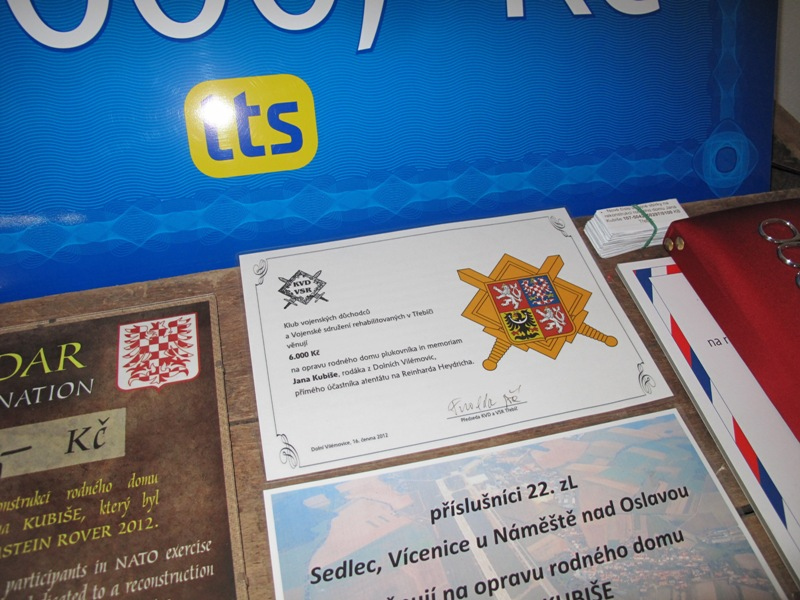 000, Kč
tts
KVD
VSR
Klub vojenských důchodců
a Vojenské sdružení rehabilitovaných v Třebíči
věnují
6.000 Kč
na opravu rodného domu plukovníka in memoriam
Jana Kubiše, rodáka z Dolních Vilémovic,
přímého účastníka atentátu na Reinharda Heydricha.
Předseda KVD a VSR Třebíč
Dolní Vilémovice, 16. června 2012
DAR
NATION
,– Kč
rodného domu
KUBIŠE, který byl
ROVER 2012.
participants in NATO exercise
to a reconstruction
příslušníci 22. zL
Sedlec, Vícenice u Náměště nad Oslavou
na opravu rodného domu
KUBIŠE
na